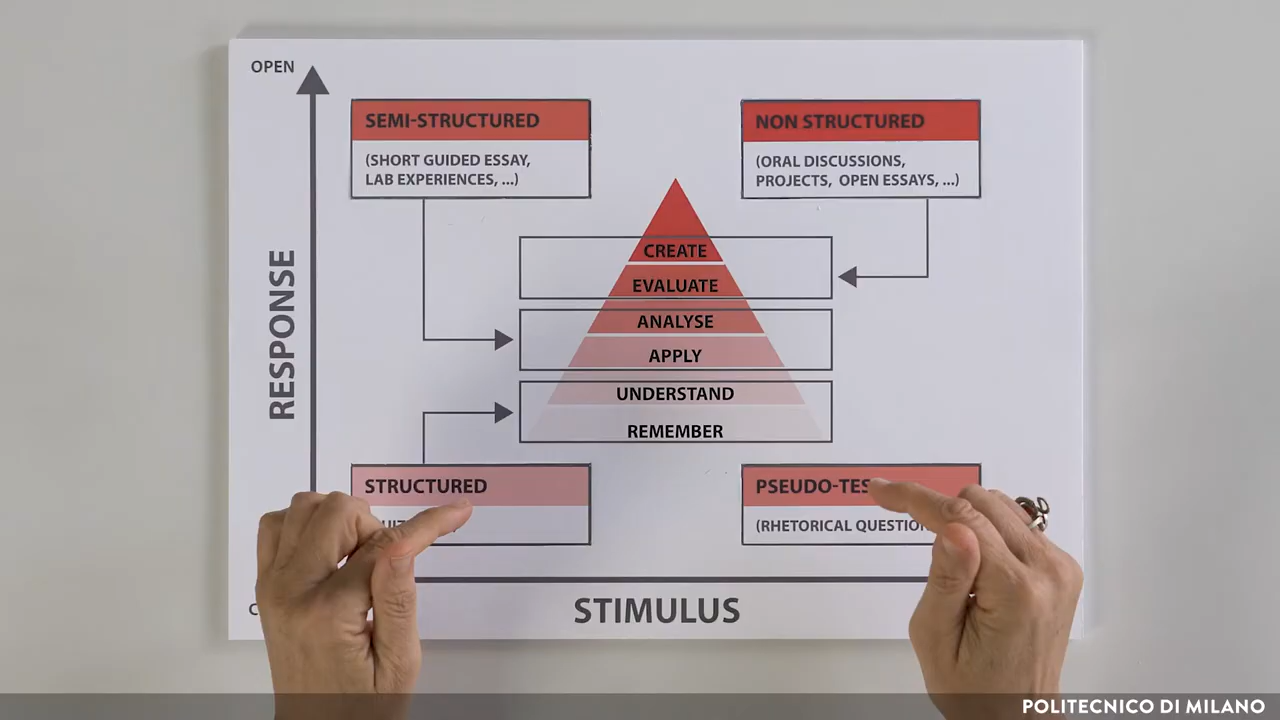 OPEN
SEMI-STRUCTURED
(SHORT GUIDED ESSAY,
LAB EXPERIENCES, ...)
NON STRUCTURED
(ORAL DISCUSSIONS,
PROJECTS, OPEN ESSAYS, ...)
RESPONSE
CREATE
EVALUATE
ANALYSE
APPLY
UNDERSTAND
REMEMBER
STRUCTURED
PSEUDO-TES
(RHETORICAL QUESTIO
STIMULUS
POLITECNICO DI MILANO